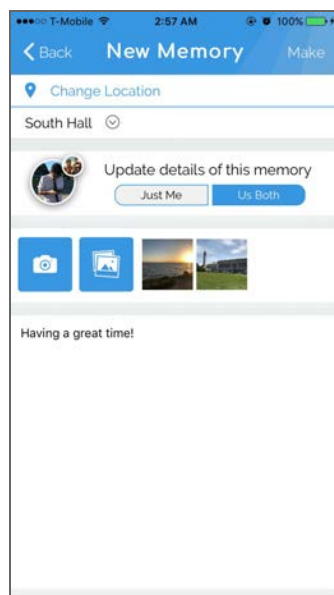 T-Mobile 2:57 AM 100%
Back New Memory Make
Change Location
South Hall
Update details of this memory
Just Me Us Both
Having a great time!